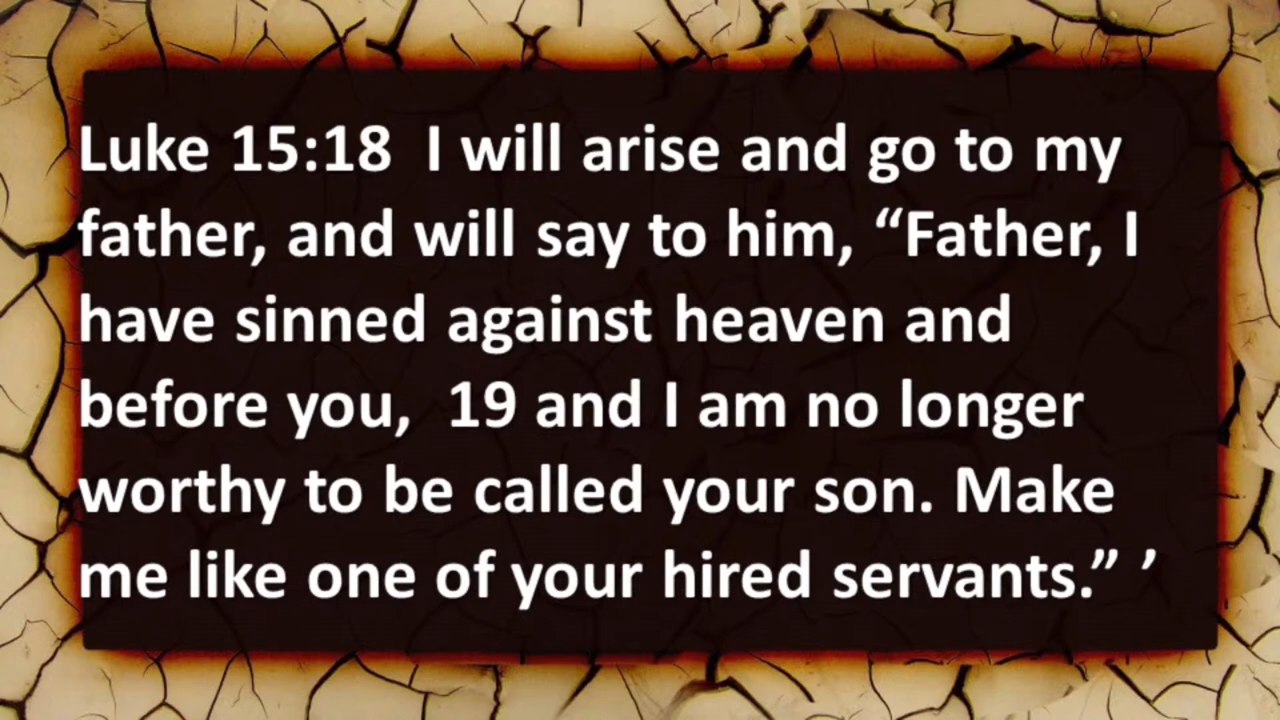 Luke 15:18  I will arise and go to my
father, and will say to him, “Father, I
have sinned against heaven and
before you,  19 and I am no longer
worthy to be called your son. Make
me like one of your hired servants.” ’